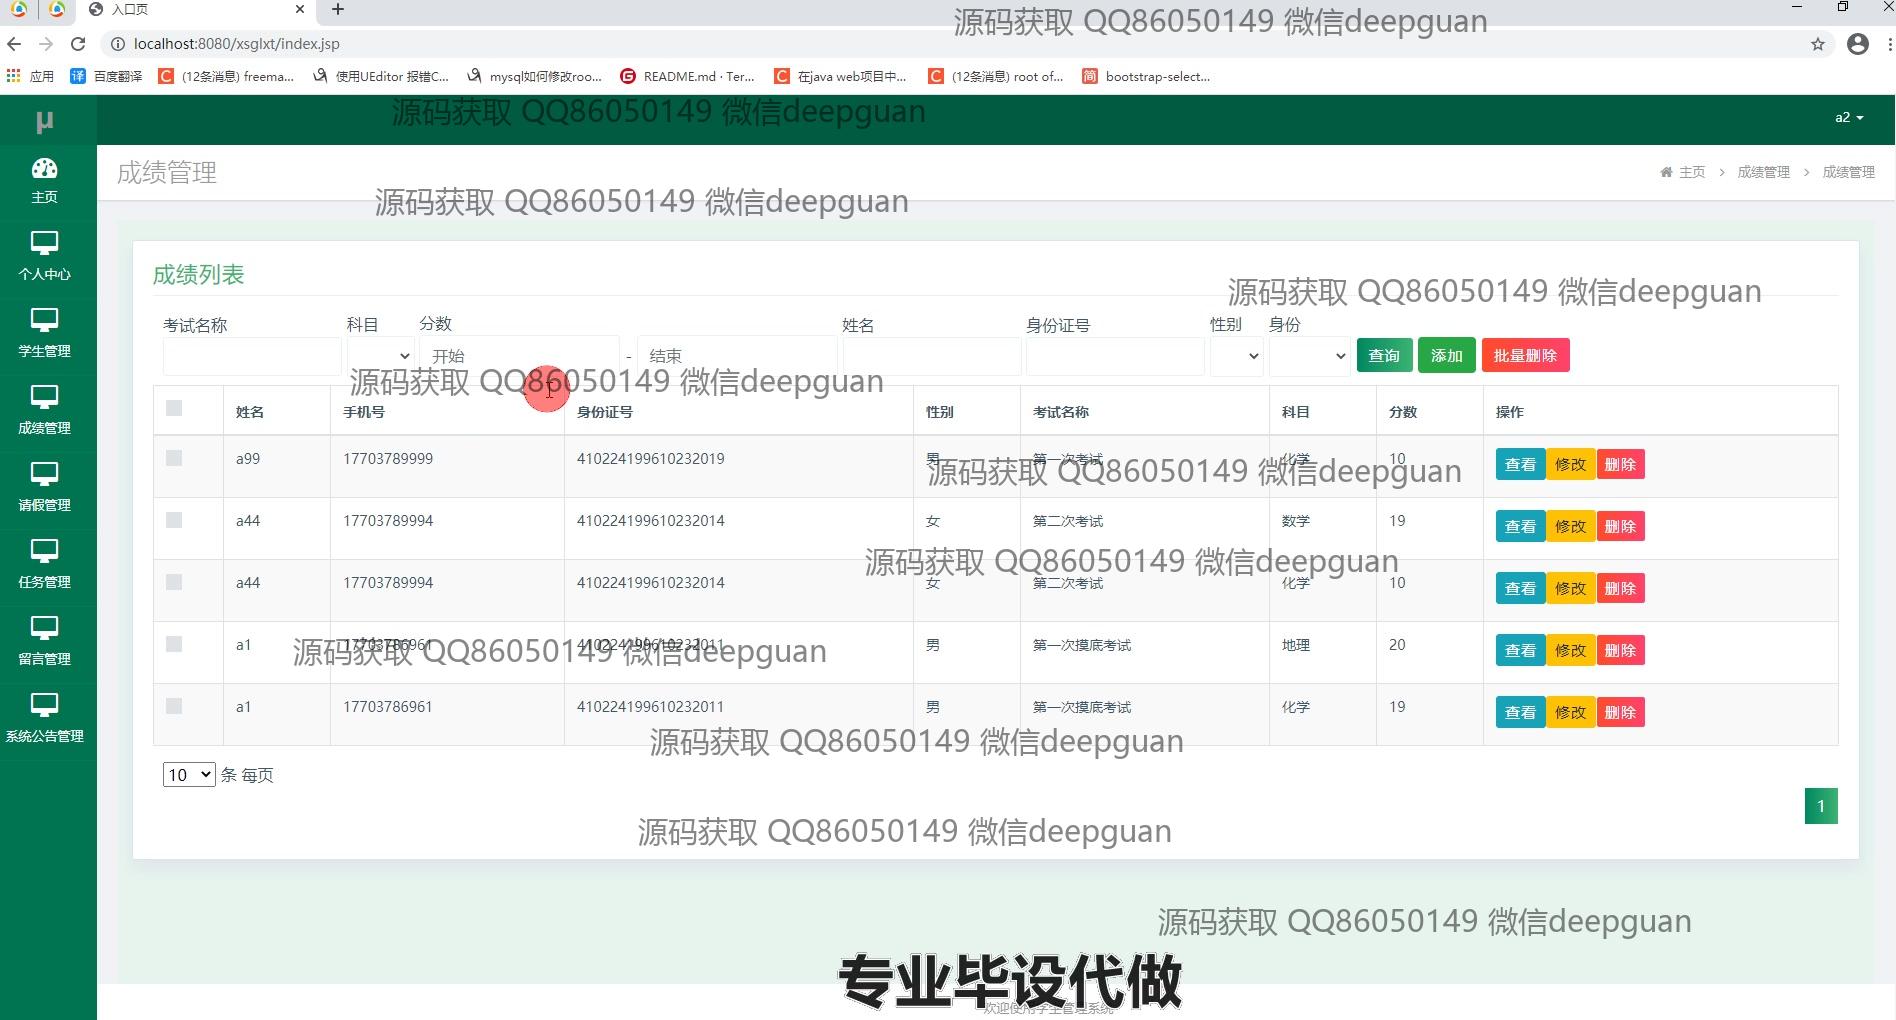 入口页
源码获取 QQ86050149 微信deepguan
localhost:8080/xsglxt/index.jsp
应用 百度翻译 (12条消息) freema... 使用UEditor 报错C... mysql如何修改roo... README.md · Ter... 在java web项目中... (12条消息) root of... bootstrap-select...
源码获取 QQ86050149 微信deepguan
μ a2
主页
个人中心
学生管理
成绩管理
请假管理
任务管理
留言管理
系统公告管理
成绩管理 主页 > 成绩管理 > 成绩管理
源码获取 QQ86050149 微信deepguan
成绩列表
源码获取 QQ86050149 微信deepguan
考试名称 科目 分数 姓名 身份证号 性别 身份
开始 - 结束 查询 添加 批量删除
源码获取 QQ86050149 微信deepguan
姓名 手机号 身份证号 性别 考试名称 科目 分数 操作
a99 17703789999 410224199610232019 男 第一次考试 化学 10 查看 修改 删除
源码获取 QQ86050149 微信deepguan
a44 17703789994 410224199610232014 女 第二次考试 数学 19 查看 修改 删除
源码获取 QQ86050149 微信deepguan
a44 17703789994 410224199610232014 女 第二次考试 化学 10 查看 修改 删除
a1 17703786961 410224199610232011 男 第一次摸底考试 地理 20 查看 修改 删除
源码获取 QQ86050149 微信deepguan
a1 17703786961 410224199610232011 男 第一次摸底考试 化学 19 查看 修改 删除
源码获取 QQ86050149 微信deepguan
10 条 每页
1
源码获取 QQ86050149 微信deepguan
源码获取 QQ86050149 微信deepguan
专业毕设代做
欢迎使用学生管理系统